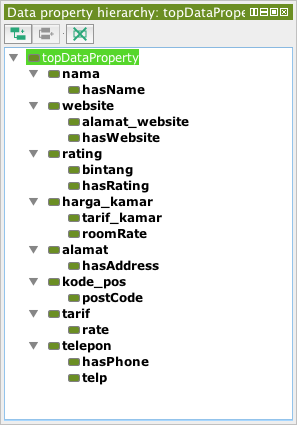 Data property hierarchy: topDataPrope
topDataProperty
nama
hasName
website
alamat_website
hasWebsite
rating
bintang
hasRating
harga_kamar
tarif_kamar
roomRate
alamat
hasAddress
kode_pos
postCode
tarif
rate
telepon
hasPhone
telp